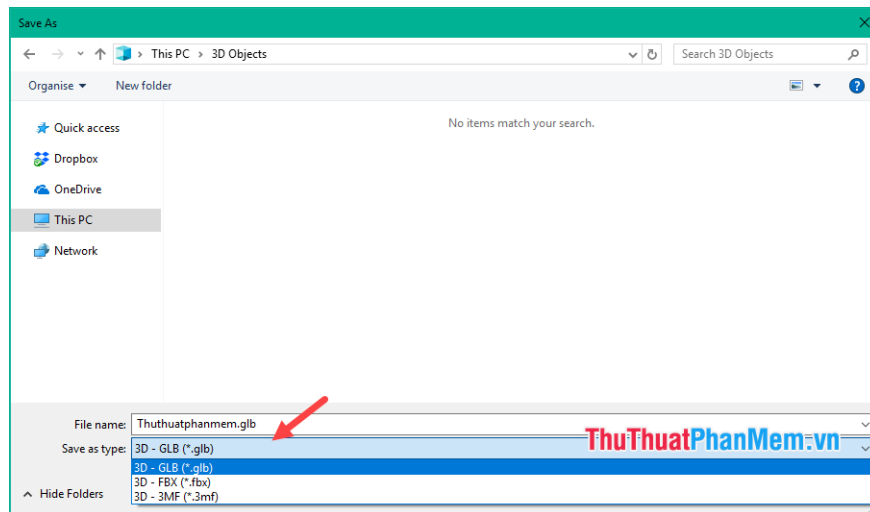 Save As
This PC > 3D Objects
Search 3D Objects
Organise
New folder
Quick access
No items match your search.
Dropbox
OneDrive
This PC
Network
File name: Thuthuatphanmem.glb
Save as type: 3D - GLB (*.glb)
ThuThuatPhanMem.vn
3D - GLB (*.glb)
3D - FBX (*.fbx)
3D - 3MF (*.3mf)
Hide Folders